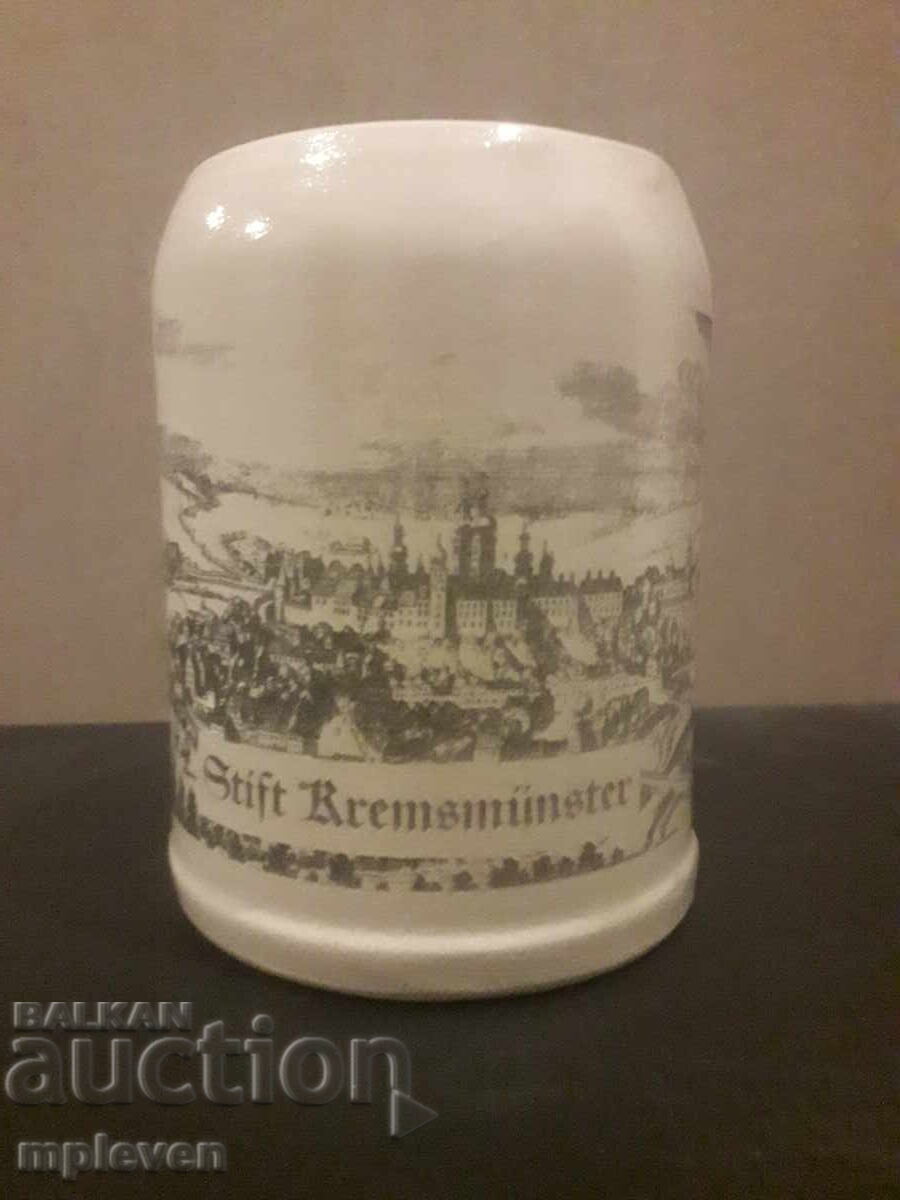 Stift Kremsmünster
BALKAN
auction
mpleven